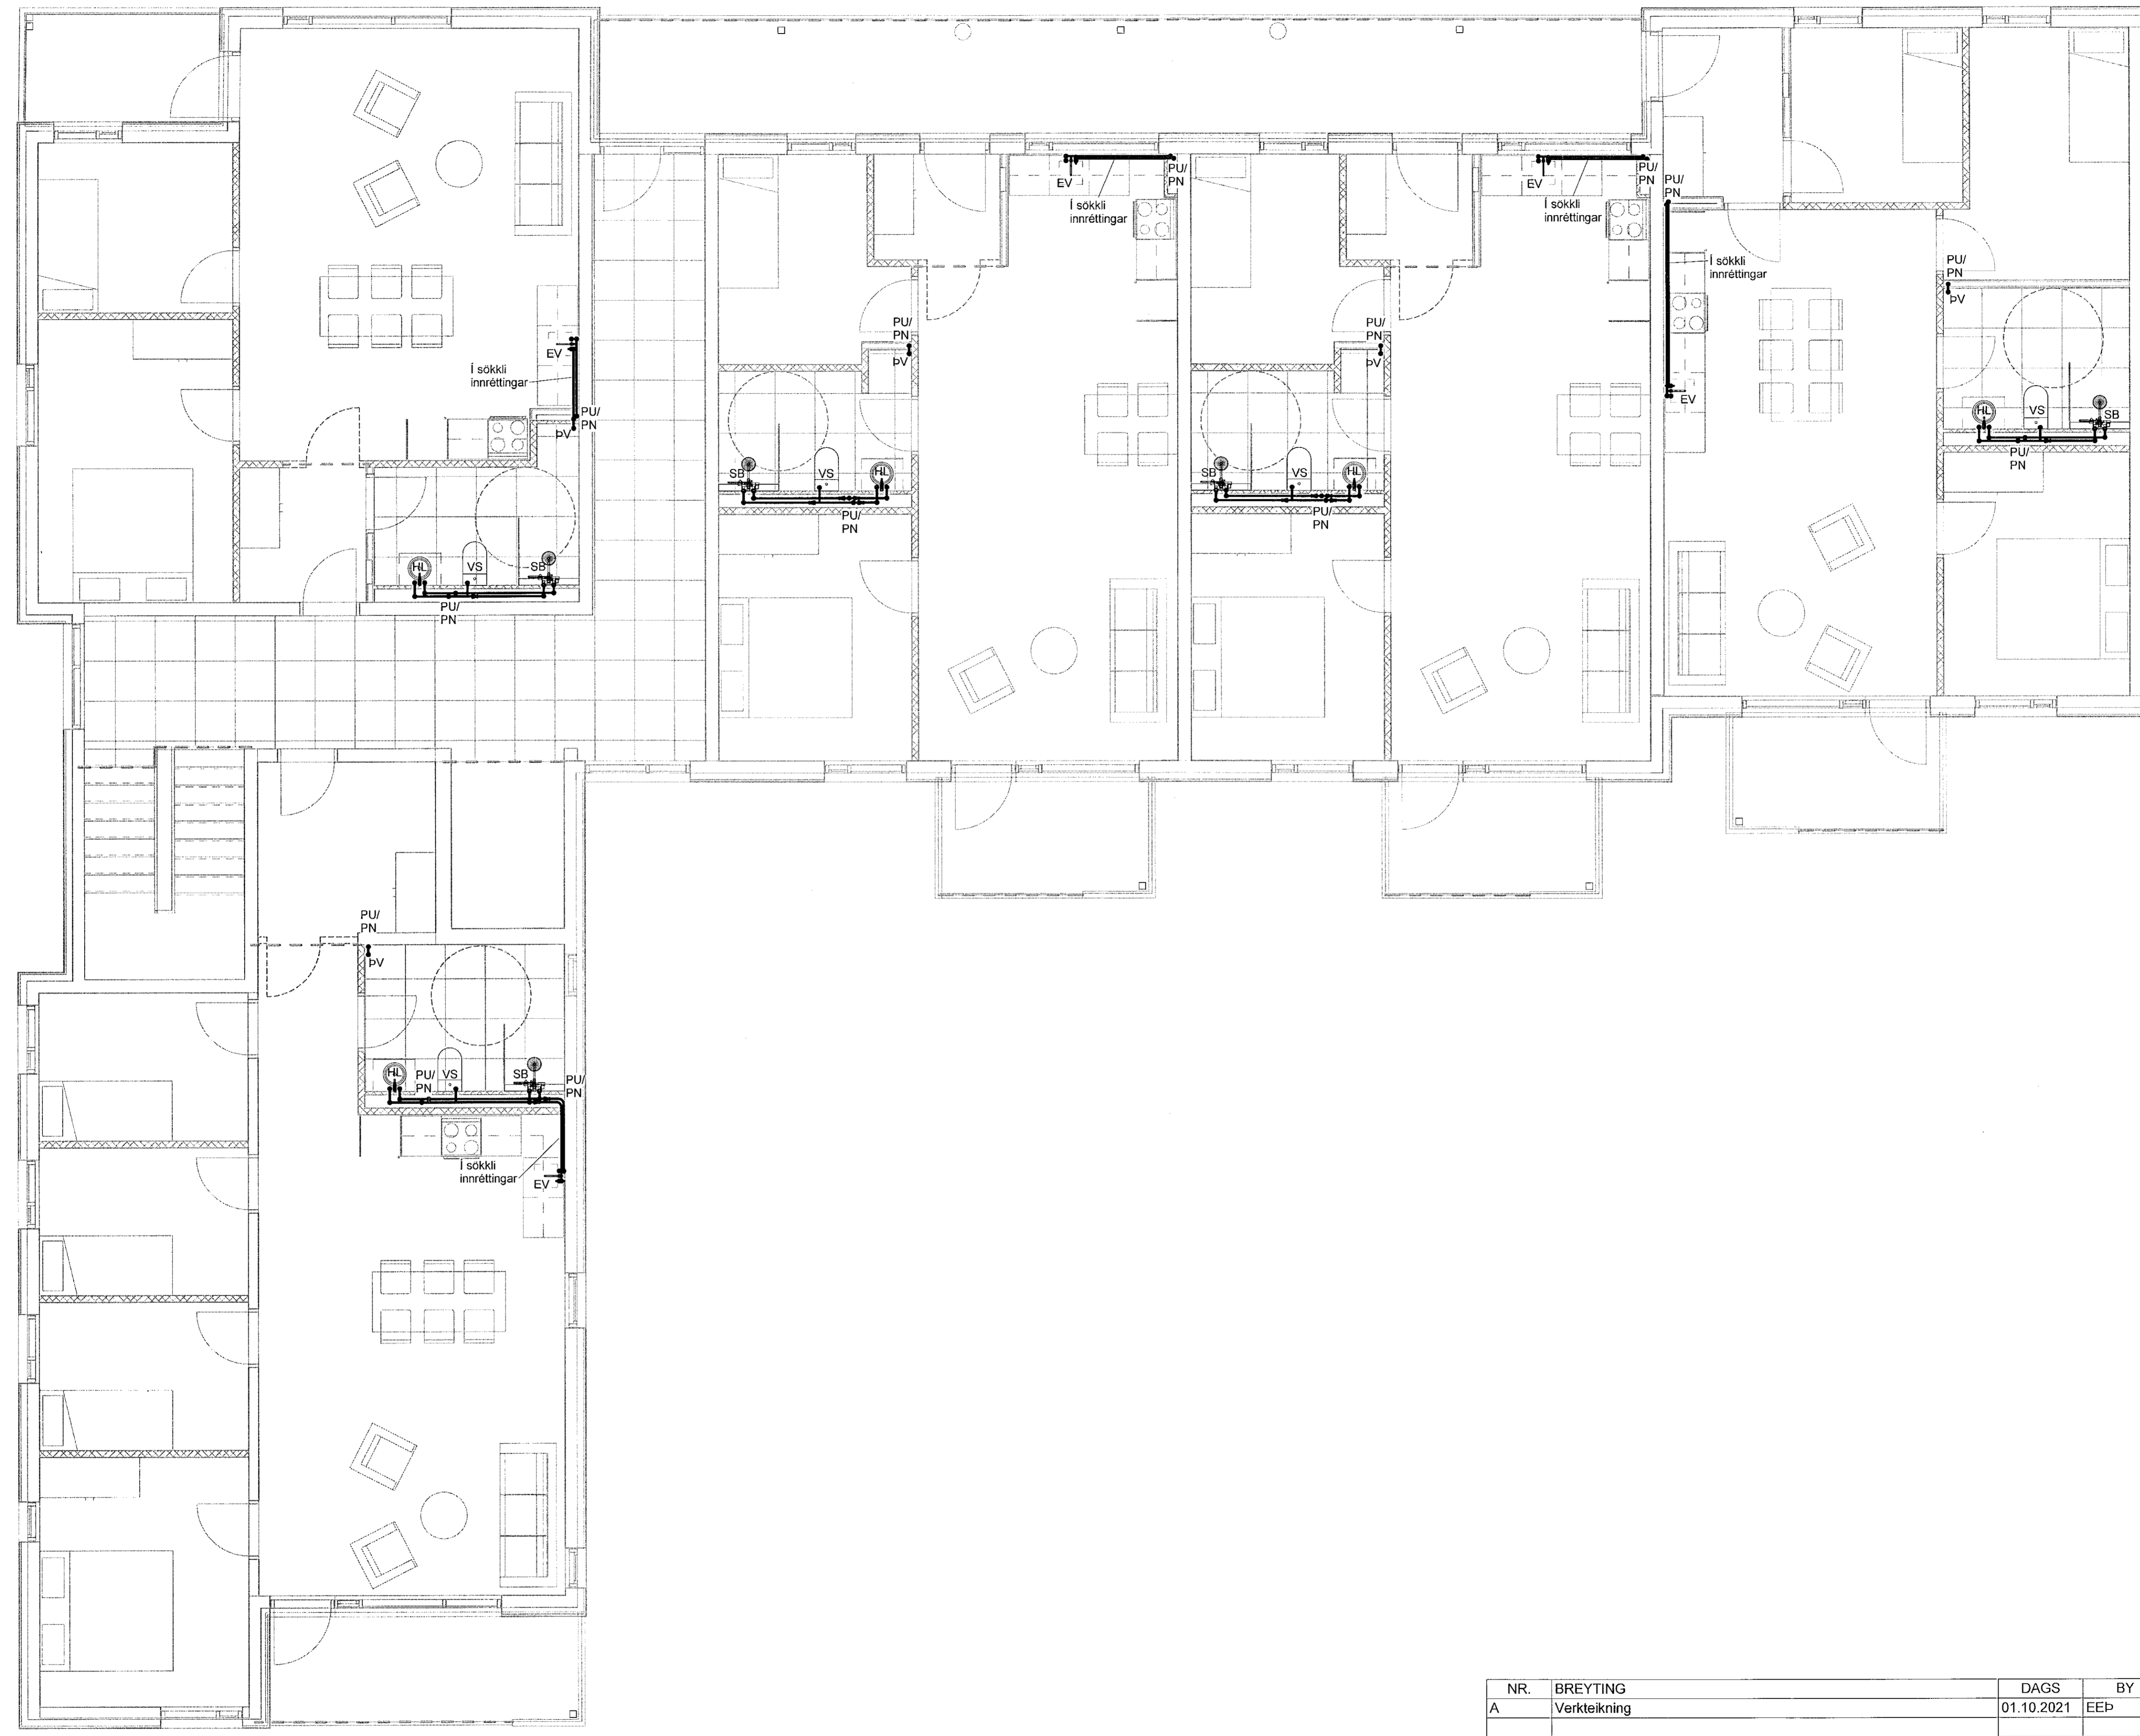 EV
Í sökkli
innréttingar
PU/
PN
ÞV
HL
VS
SB
PU/
PN
EV
PU/
PN
Í sökkli
innréttingar
PU/
PN
ÞV
SB
VS
HL
PU/
PN
EV
PU/
PN
Í sökkli
innréttingar
PU/
PN
ÞV
SB
VS
HL
PU/
PN
PU/
PN
Í sökkli
innréttingar
EV
PU/
PN
ÞV
HL
VS
SB
PU/
PN
PU/
PN
ÞV
HL
PU/
PN
VS
SB
PU/
PN
Í sökkli
innréttingar
EV
NR. BREYTING DAGS BY
A Verkteikning 01.10.2021 EEÞ